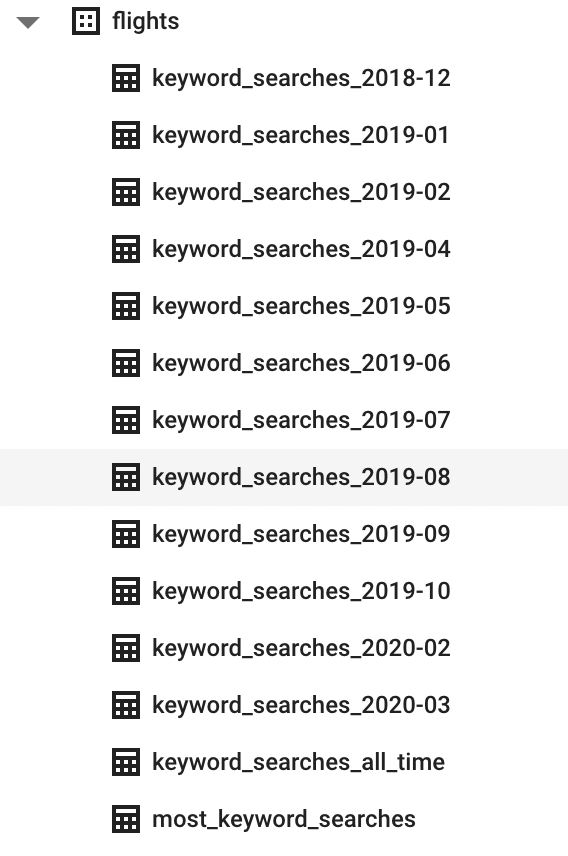 flights
keyword_searches_2018-12
keyword_searches_2019-01
keyword_searches_2019-02
keyword_searches_2019-04
keyword_searches_2019-05
keyword_searches_2019-06
keyword_searches_2019-07
keyword_searches_2019-08
keyword_searches_2019-09
keyword_searches_2019-10
keyword_searches_2020-02
keyword_searches_2020-03
keyword_searches_all_time
most_keyword_searches